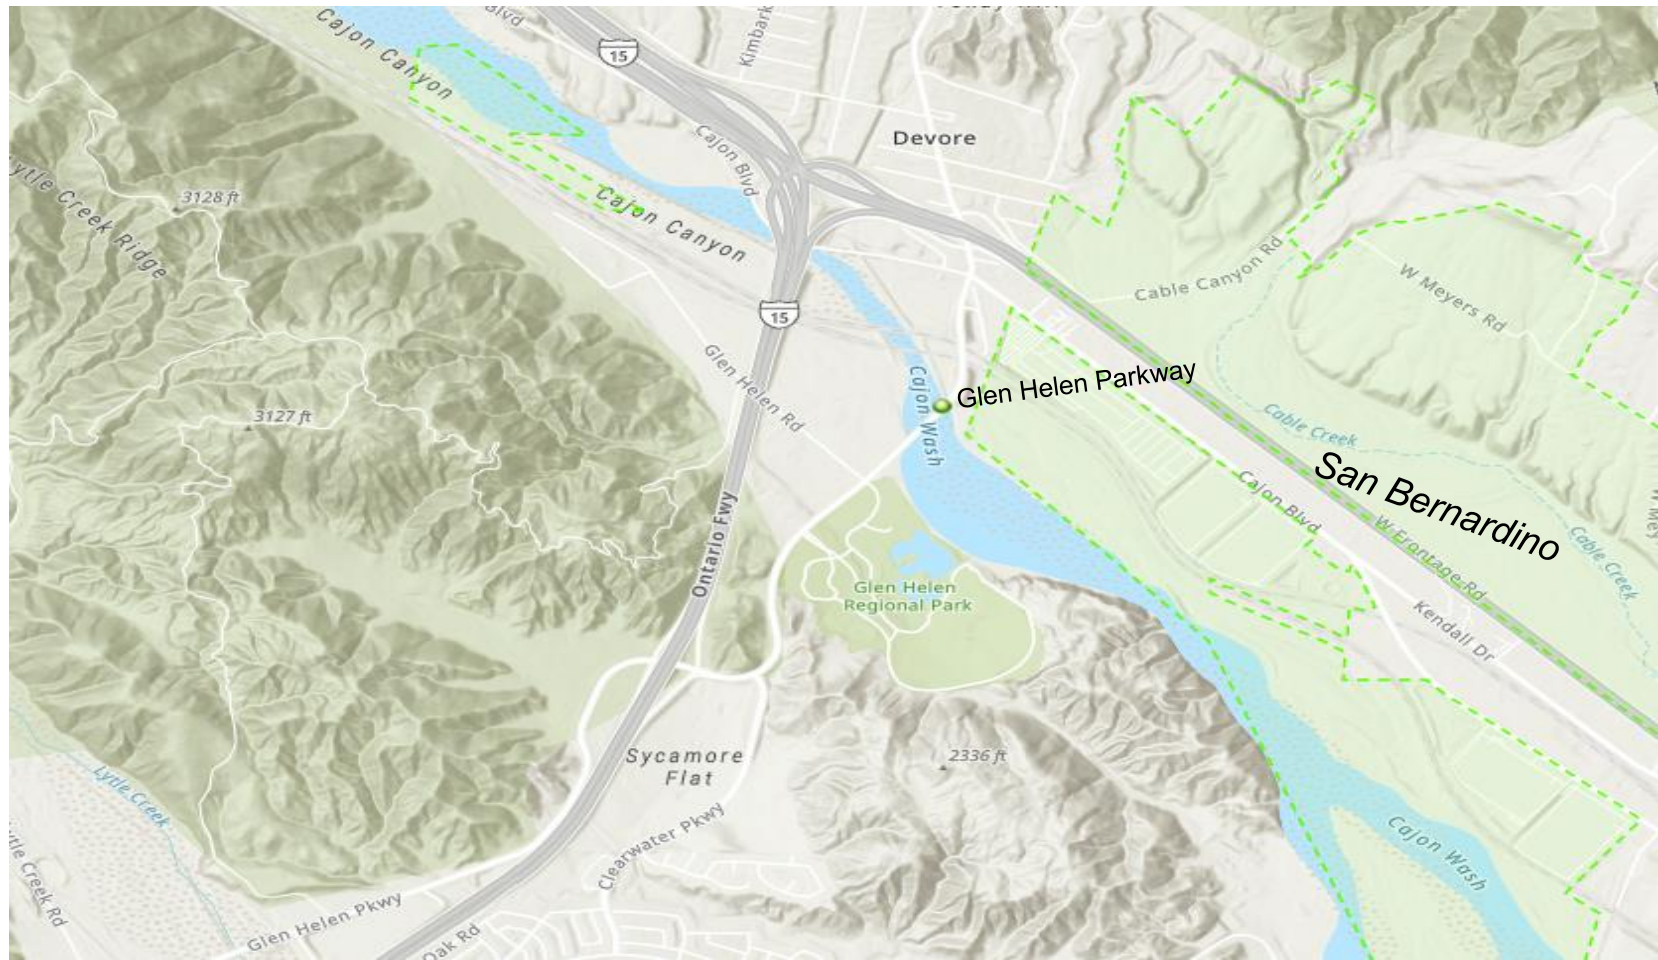 Cajon Canyon
Blvd
15
Kimbark
Cajon Blvd
Devore
3128 ft
Lytle Creek Ridge
Cajon Canyon
Cable Canyon Rd
W Meyers Rd
15
Glen Helen Rd
Cajon Wash
Glen Helen Parkway
3127 ft
Cable Creek
San Bernardino
Cajon Blvd
W Frontage Rd
Cable Creek
Ontario Fwy
Glen Helen
Regional Park
Kendall Dr
Sycamore
Flat
2336 ft
Lytle Creek
Clearwater Pkwy
Cajon Wash
Creek Rd
Glen Helen Pkwy
Oak Rd